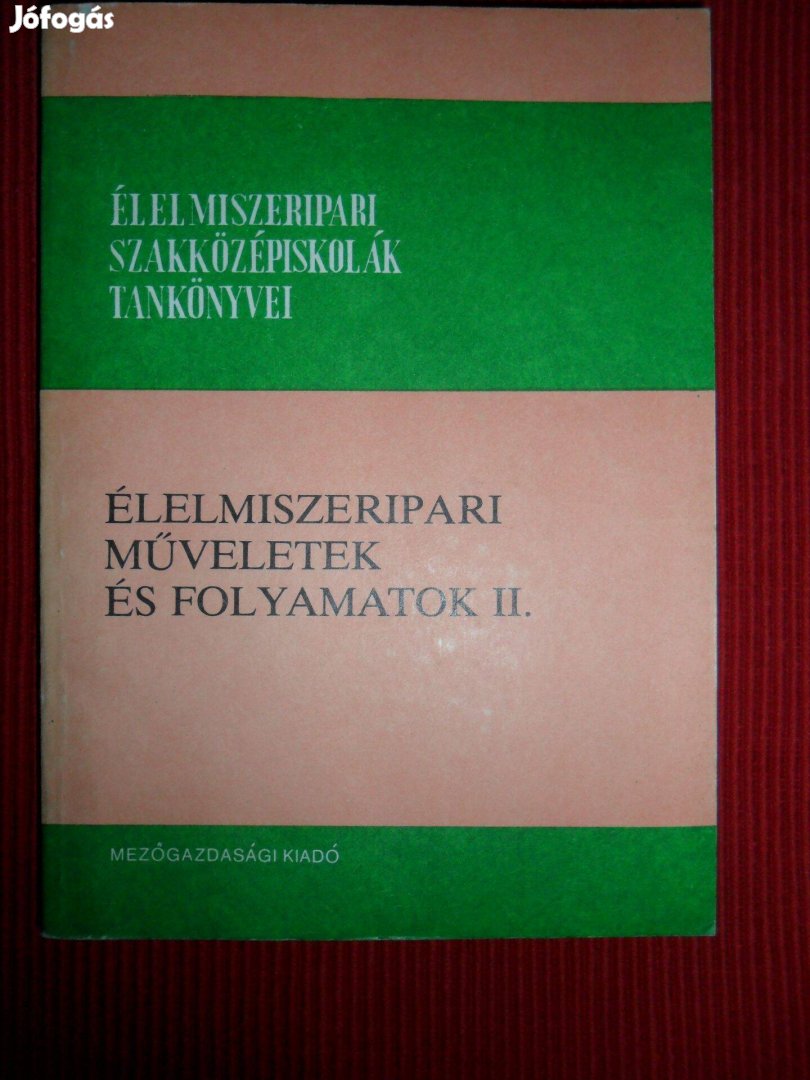 Jófogás
ÉLELMISZERIPARI
SZAKKÖZÉPISKOLÁK
TANKÖNYVEI
ÉLELMISZERIPARI
MŰVELETEK
ÉS FOLYAMATOK II.
MEZŐGAZDASÁGI KIADÓ